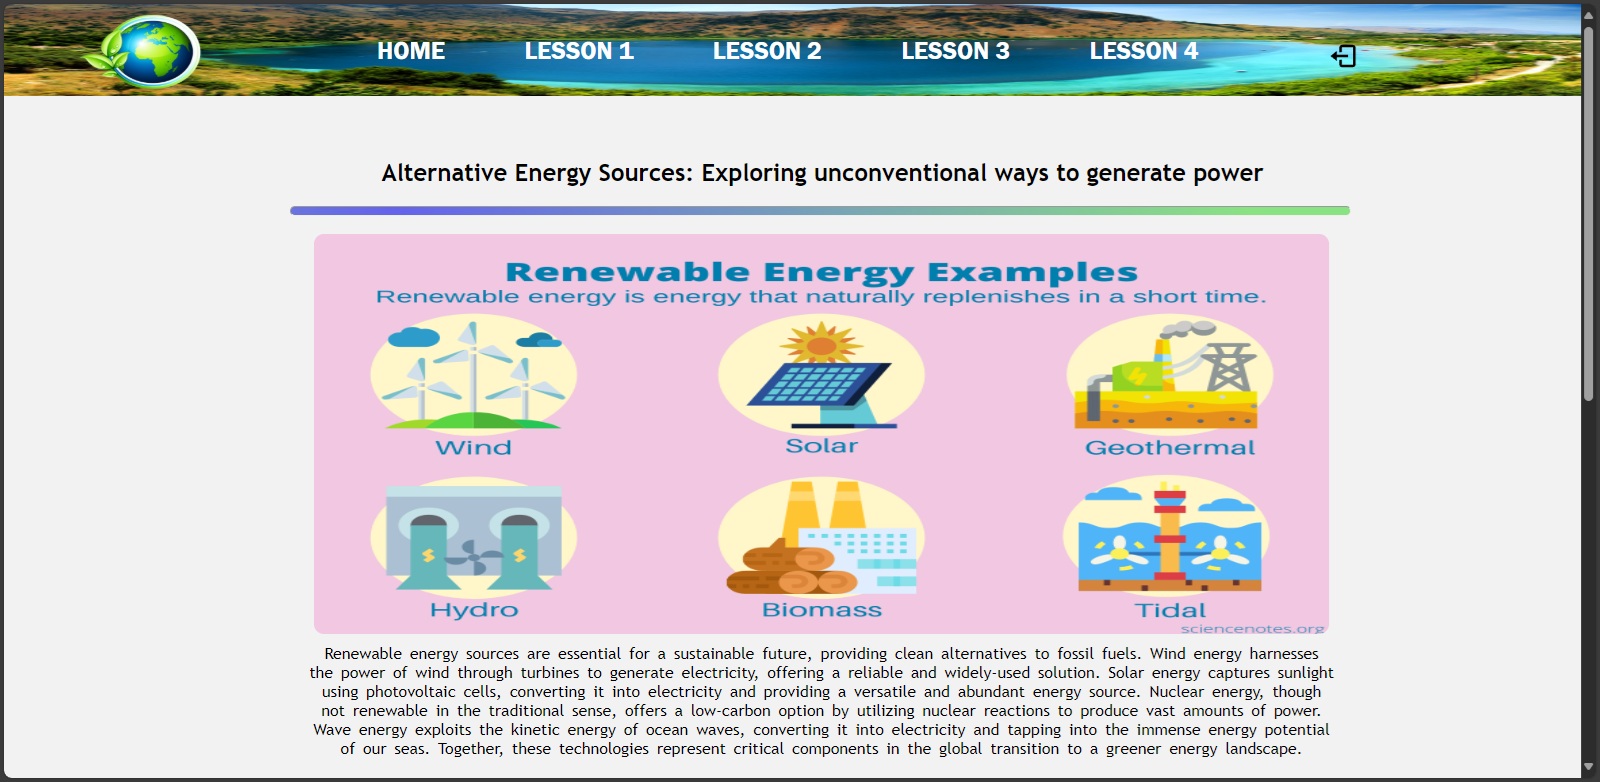 HOME LESSON 1 LESSON 2 LESSON 3 LESSON 4
Alternative Energy Sources: Exploring unconventional ways to generate power
Renewable Energy Examples
Renewable energy is energy that naturally replenishes in a short time.
Wind Solar Geothermal
Hydro Biomass Tidal
sciencenotes.org
Renewable energy sources are essential for a sustainable future, providing clean alternatives to fossil fuels. Wind energy harnesses
the power of wind through turbines to generate electricity, offering a reliable and widely-used solution. Solar energy captures sunlight
using photovoltaic cells, converting it into electricity and providing a versatile and abundant energy source. Nuclear energy, though
not renewable in the traditional sense, offers a low-carbon option by utilizing nuclear reactions to produce vast amounts of power.
Wave energy exploits the kinetic energy of ocean waves, converting it into electricity and tapping into the immense energy potential
of our seas. Together, these technologies represent critical components in the global transition to a greener energy landscape.